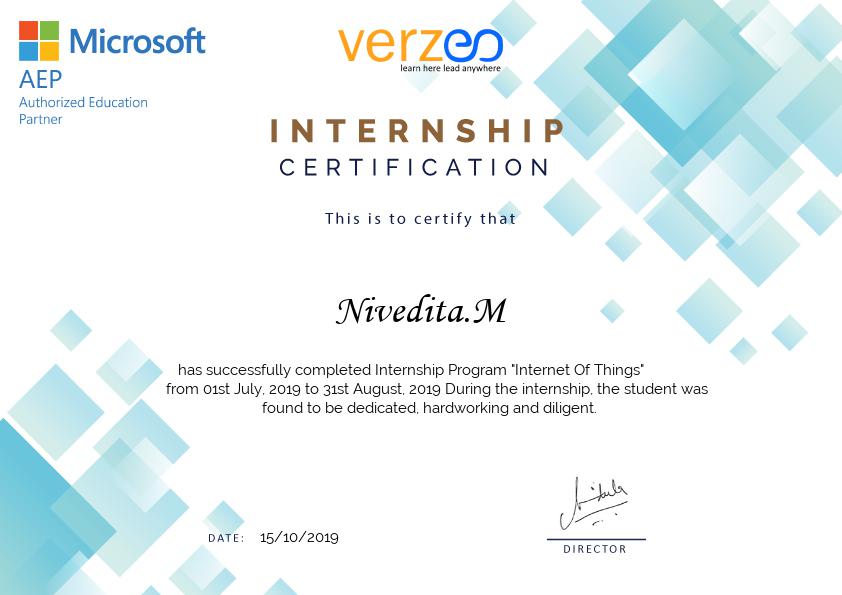 Microsoft
AEP
Authorized Education
Partner
verzeo
learn here lead anywhere
INTERNSHIP
CERTIFICATION
This is to certify that
Nivedita.M
has successfully completed Internship Program "Internet Of Things"
from 01st July, 2019 to 31st August, 2019 During the internship, the student was
found to be dedicated, hardworking and diligent.
DATE: 15/10/2019
DIRECTOR